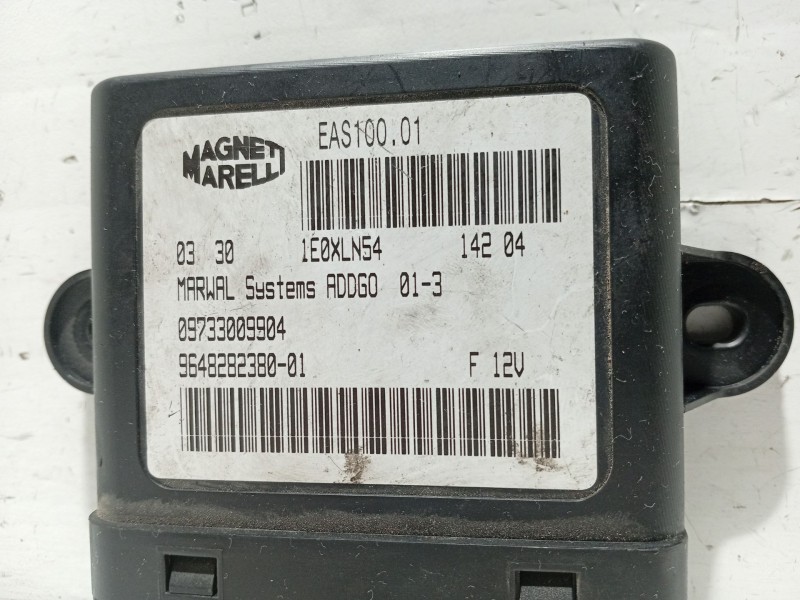 EAS100.01
MAGNETI
MARELLI
03 30 1E0XLN54 142 04
MARWAL Systems ADDGO 01-3
09733009904
9648282380-01 F 12V